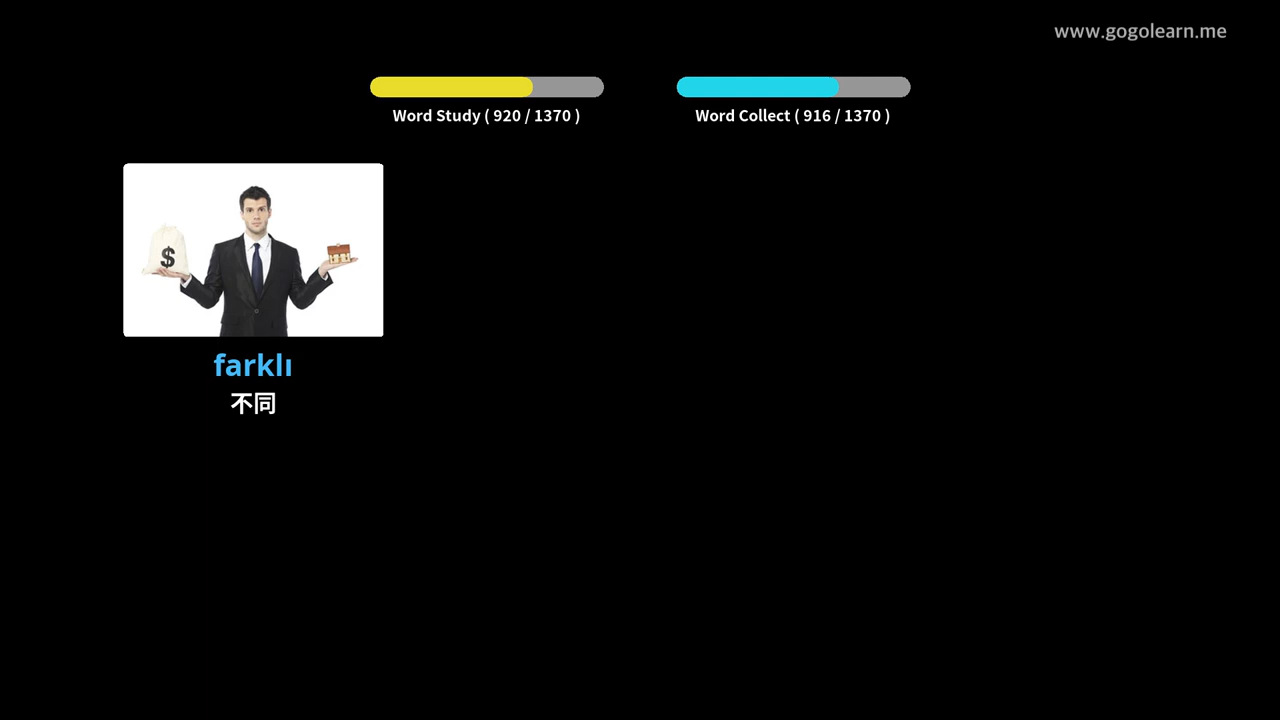 www.gogolearn.me
Word Study ( 920 / 1370 )
Word Collect ( 916 / 1370 )
$
farklı
不同